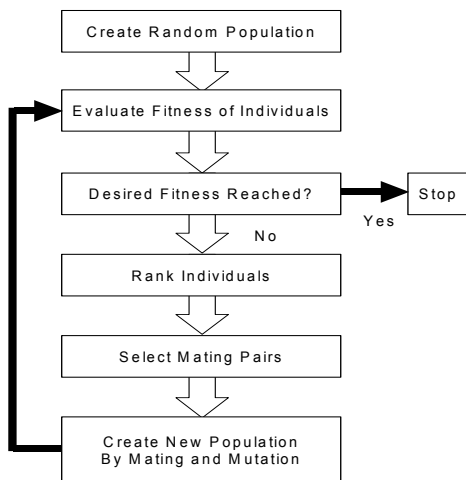 Create Random Population
Evaluate Fitness of Individuals
Desired Fitness Reached?
Stop
Yes
No
Rank Individuals
Select Mating Pairs
Create New Population
By Mating and Mutation